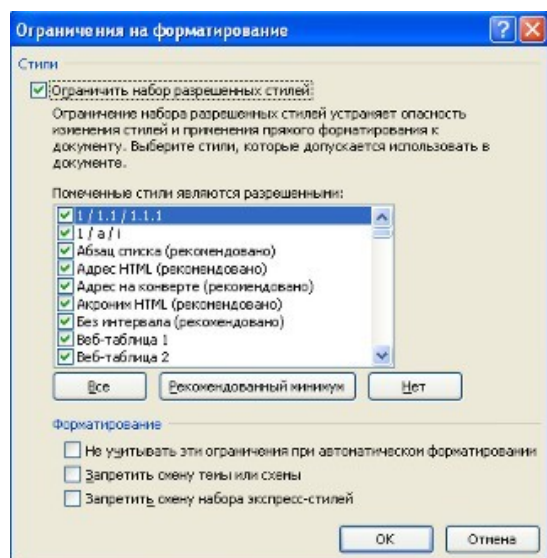 Ограничения на форматирование
Стили
Ограничить набор разрешенных стилей
Ограничение набора разрешенных стилей устраняет опасность
изменения стилей и применения прямого форматирования к
документу. Выберите стили, которые допускается использовать в
документе.
Помеченные стили являются разрешенными:
1 / 1.1 / 1.1.1
1 / a / i
Абзац списка (рекомендовано)
Адрес HTML (рекомендовано)
Адрес на конверте (рекомендовано)
Акроним HTML (рекомендовано)
Без интервала (рекомендовано)
Веб-таблица 1
Веб-таблица 2
Все Рекомендованный минимум Нет
Форматирование
Не учитывать эти ограничения при автоматическом форматировании
Запретить смену темы или схемы
Запретить смену набора экспресс-стилей
ОК Отмена